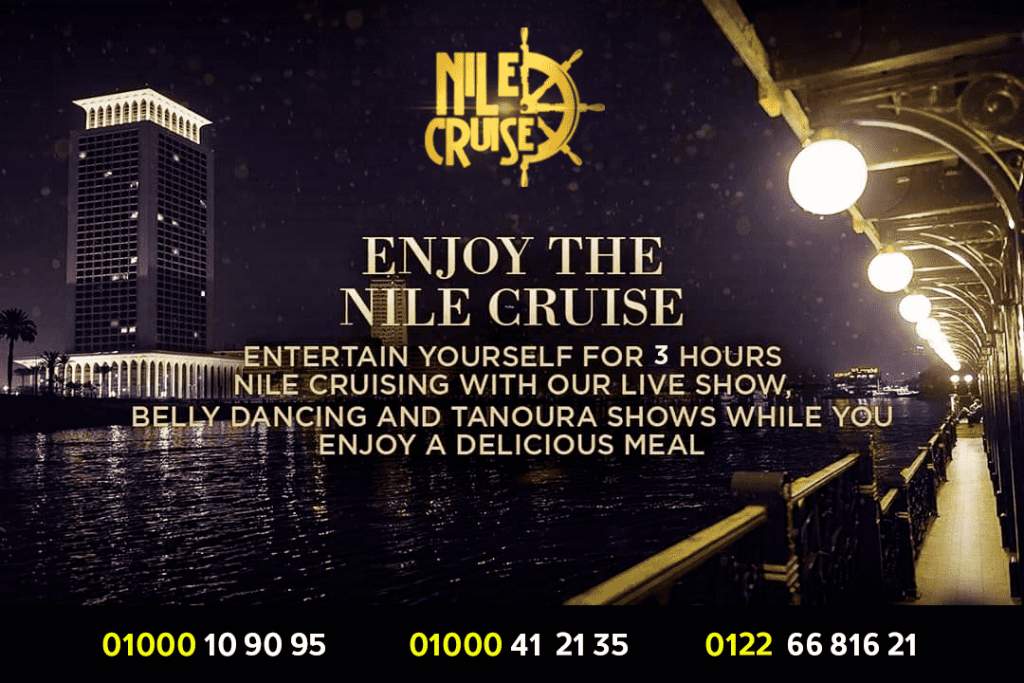 NILE
CRUISE
ENJOY THE
NILE CRUISE
ENTERTAIN YOURSELF FOR 3 HOURS
NILE CRUISING WITH OUR LIVE SHOW,
BELLY DANCING AND TANOURA SHOWS WHILE YOU
ENJOY A DELICIOUS MEAL
01000 10 90 95 01000 41 21 35 0122 66 816 21